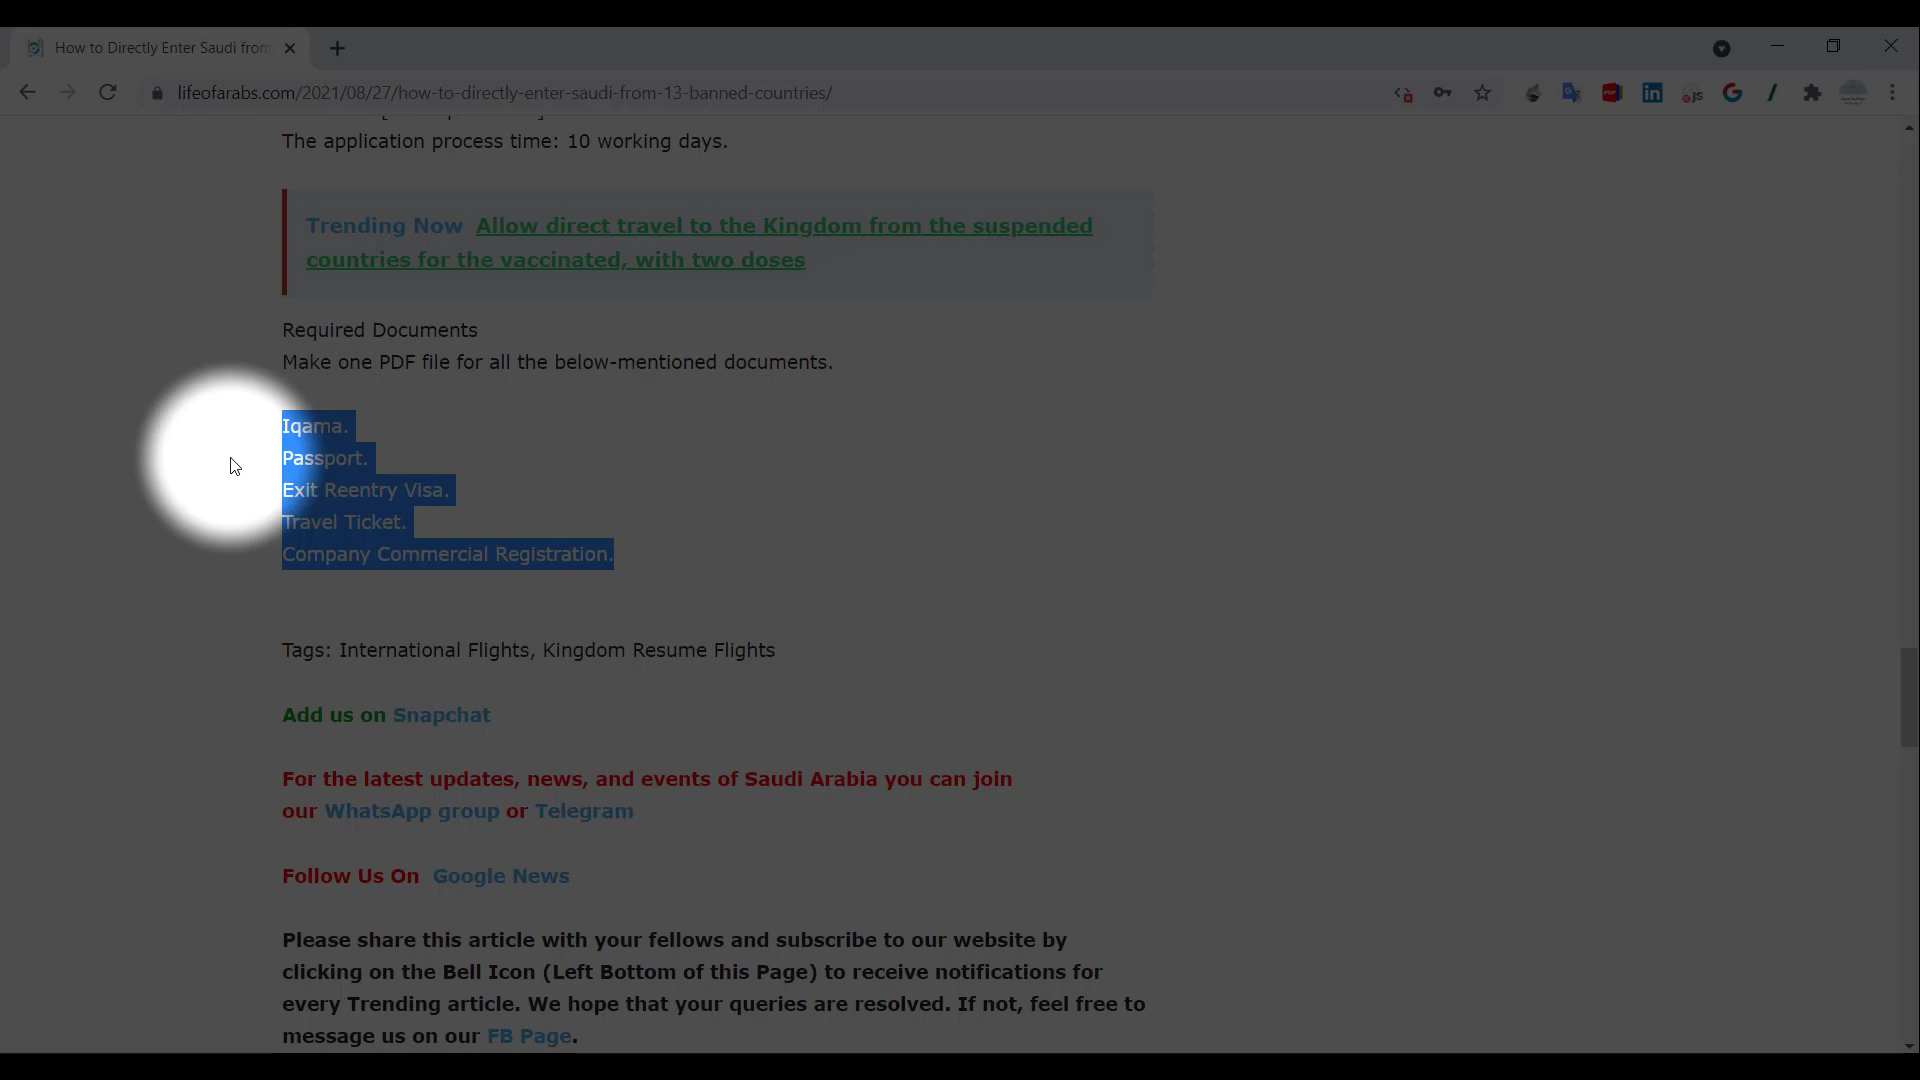 How to Directly Enter Saudi from
lifeofarabs.com/2021/08/27/how-to-directly-enter-saudi-from-13-banned-countries/
The application process time: 10 working days.
Trending Now Allow direct travel to the Kingdom from the suspended
countries for the vaccinated, with two doses
Required Documents
Make one PDF file for all the below-mentioned documents.
Iqama.
Passport.
Exit Reentry Visa.
Travel Ticket.
Company Commercial Registration.
Tags: International Flights, Kingdom Resume Flights
Add us on Snapchat
For the latest updates, news, and events of Saudi Arabia you can join
our WhatsApp group or Telegram
Follow Us On Google News
Please share this article with your fellows and subscribe to our website by
clicking on the Bell Icon (Left Bottom of this Page) to receive notifications for
every Trending article. We hope that your queries are resolved. If not, feel free to
message us on our FB Page.